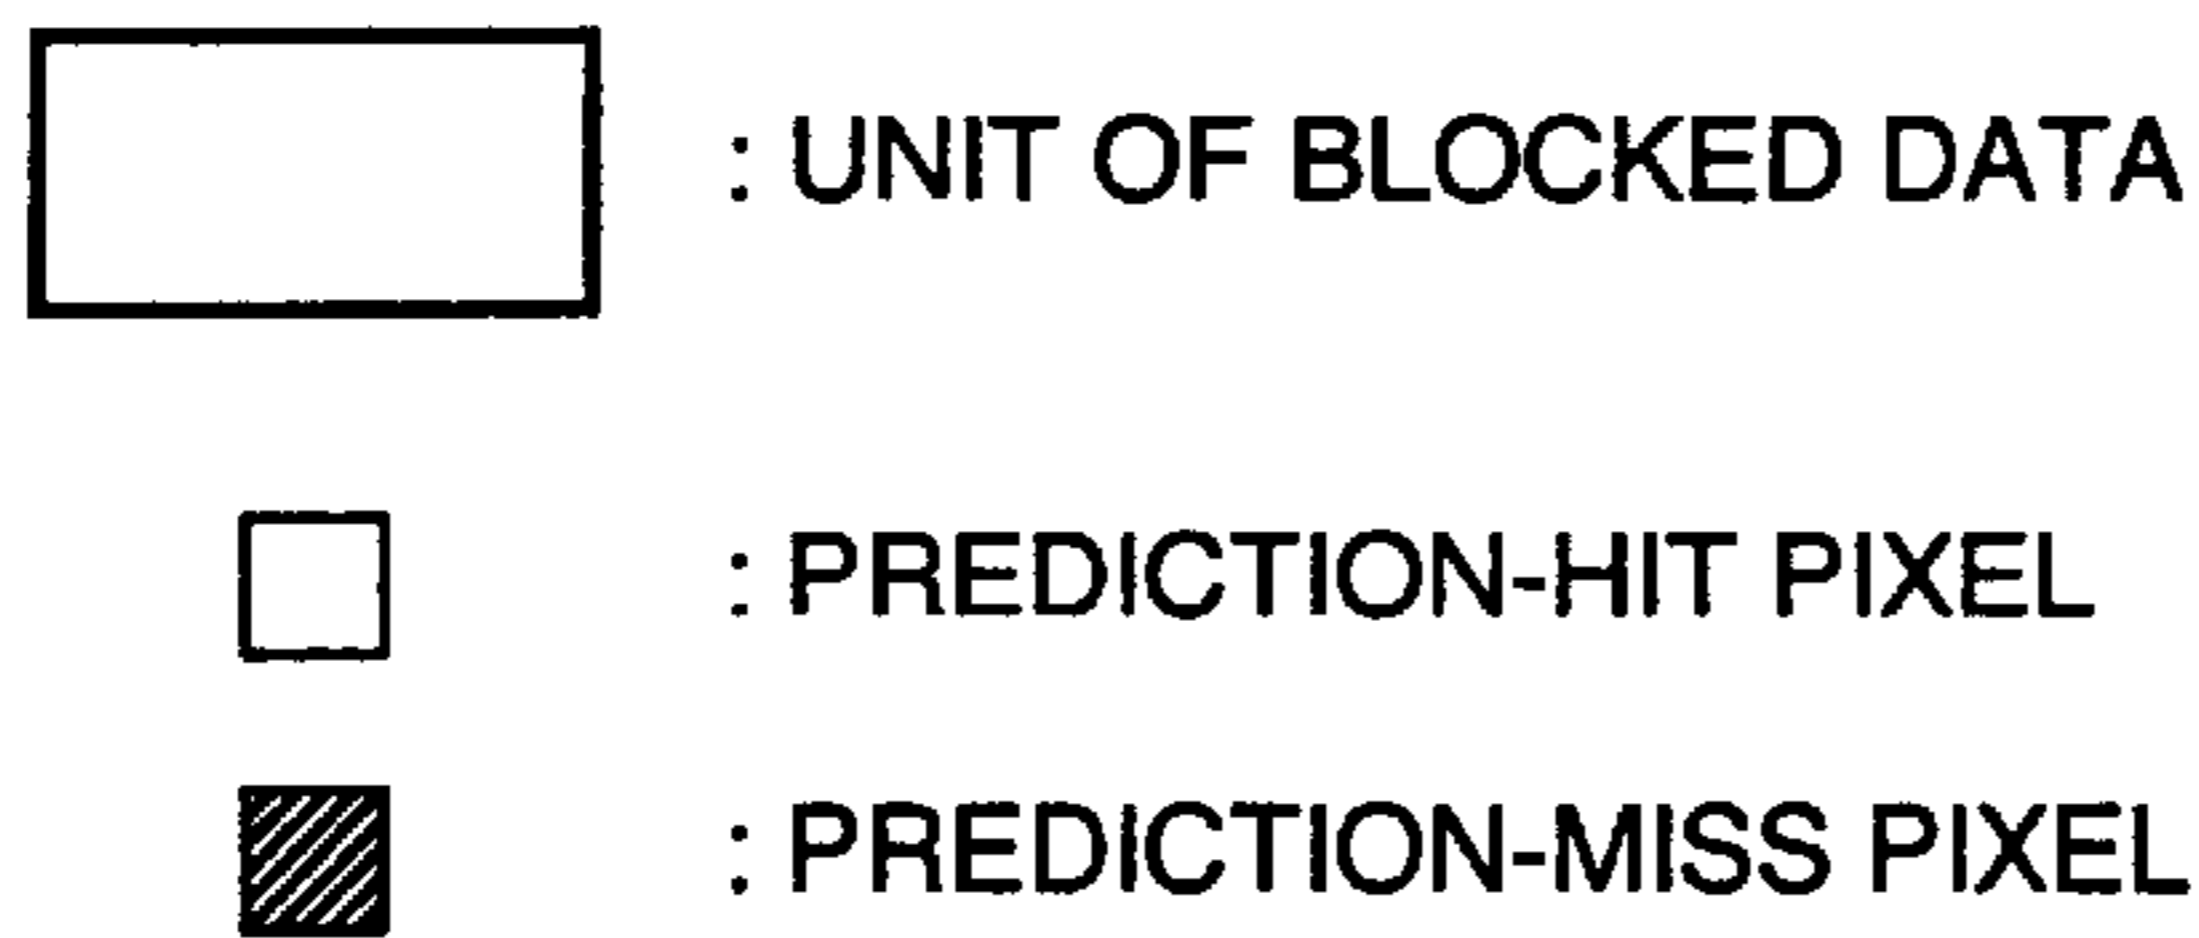 : UNIT OF BLOCKED DATA
: PREDICTION-HIT PIXEL
: PREDICTION-MISS PIXEL